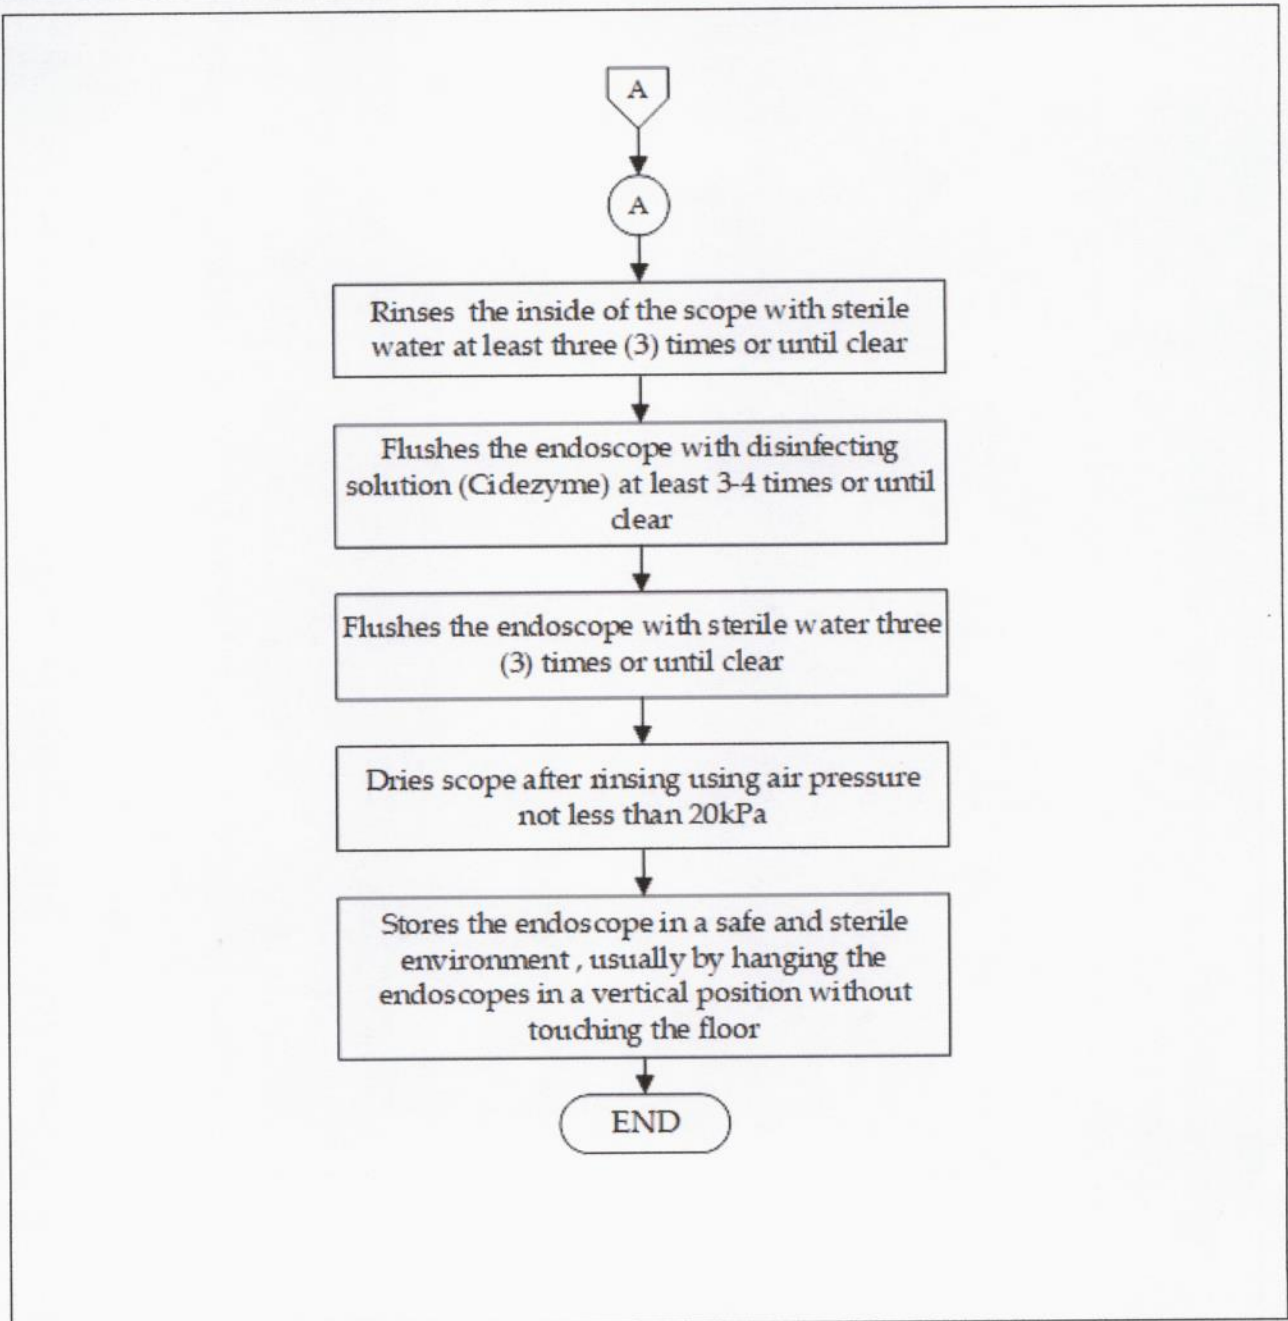 A
A
Rinses the inside of the scope with sterile
water at least three (3) times or until clear
Flushes the endoscope with disinfecting
solution (Cidezyme) at least 3-4 times or until
clear
Flushes the endoscope with sterile water three
(3) times or until clear
Dries scope after rinsing using air pressure
not less than 20kPa
Stores the endoscope in a safe and sterile
environment , usually by hanging the
endoscopes in a vertical position without
touching the floor
END